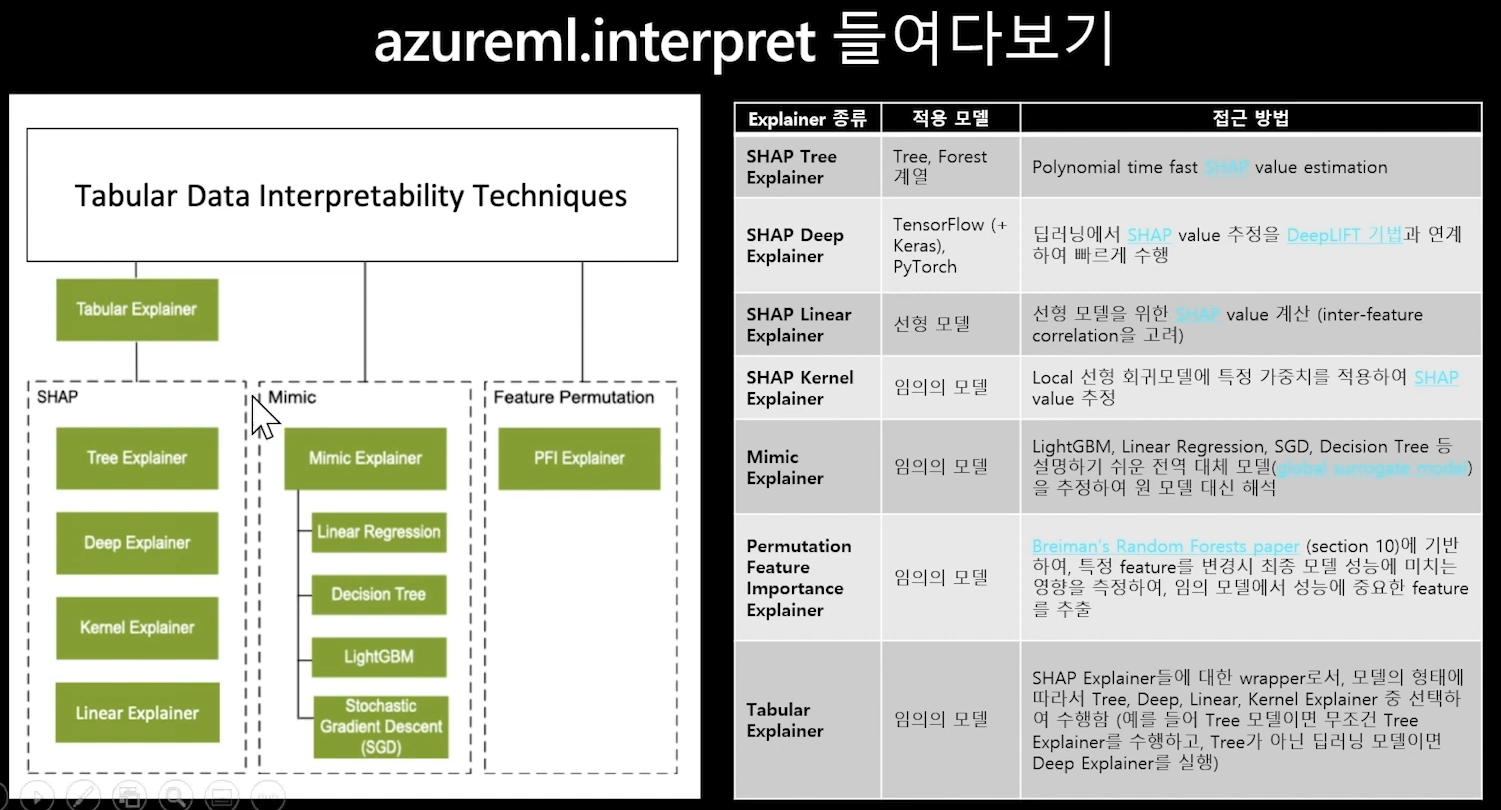 azureml.interpret 들여다보기
Tabular Data Interpretability Techniques
Tabular Explainer
SHAP
Tree Explainer
Deep Explainer
Kernel Explainer
Linear Explainer
Mimic
Mimic Explainer
Linear Regression
Decision Tree
LightGBM
Stochastic
Gradient Descent
(SGD)
Feature Permutation
PFI Explainer
Explainer 종류
적용 모델
접근 방법
SHAP Tree
Explainer
Tree, Forest
계열
Polynomial time fast SHAP value estimation
SHAP Deep
Explainer
TensorFlow (+
Keras),
PyTorch
딥러닝에서 SHAP value 추정을 DeepLIFT 기법과 연계
하여 빠르게 수행
SHAP Linear
Explainer
선형 모델
선형 모델을 위한 SHAP value 계산 (inter-feature
correlation을 고려)
SHAP Kernel
Explainer
임의의 모델
Local 선형 회귀모델에 특정 가중치를 적용하여 SHAP
value 추정
Mimic
Explainer
임의의 모델
LightGBM, Linear Regression, SGD, Decision Tree 등
설명하기 쉬운 전역 대체 모델(global surrogate model)
을 추정하여 원 모델 대신 해석
Permutation
Feature
Importance
Explainer
임의의 모델
Breiman's Random Forests paper (section 10)에 기반
하여, 특정 feature를 변경시 최종 모델 성능에 미치는
영향을 측정하여, 임의 모델에서 성능에 중요한 feature
를 추출
Tabular
Explainer
임의의 모델
SHAP Explainer들에 대한 wrapper로서, 모델의 형태에
따라서 Tree, Deep, Linear, Kernel Explainer 중 선택하
여 수행함 (예를 들어 Tree 모델이면 무조건 Tree
Explainer를 수행하고, Tree가 아닌 딥러닝 모델이면
Deep Explainer를 실행)